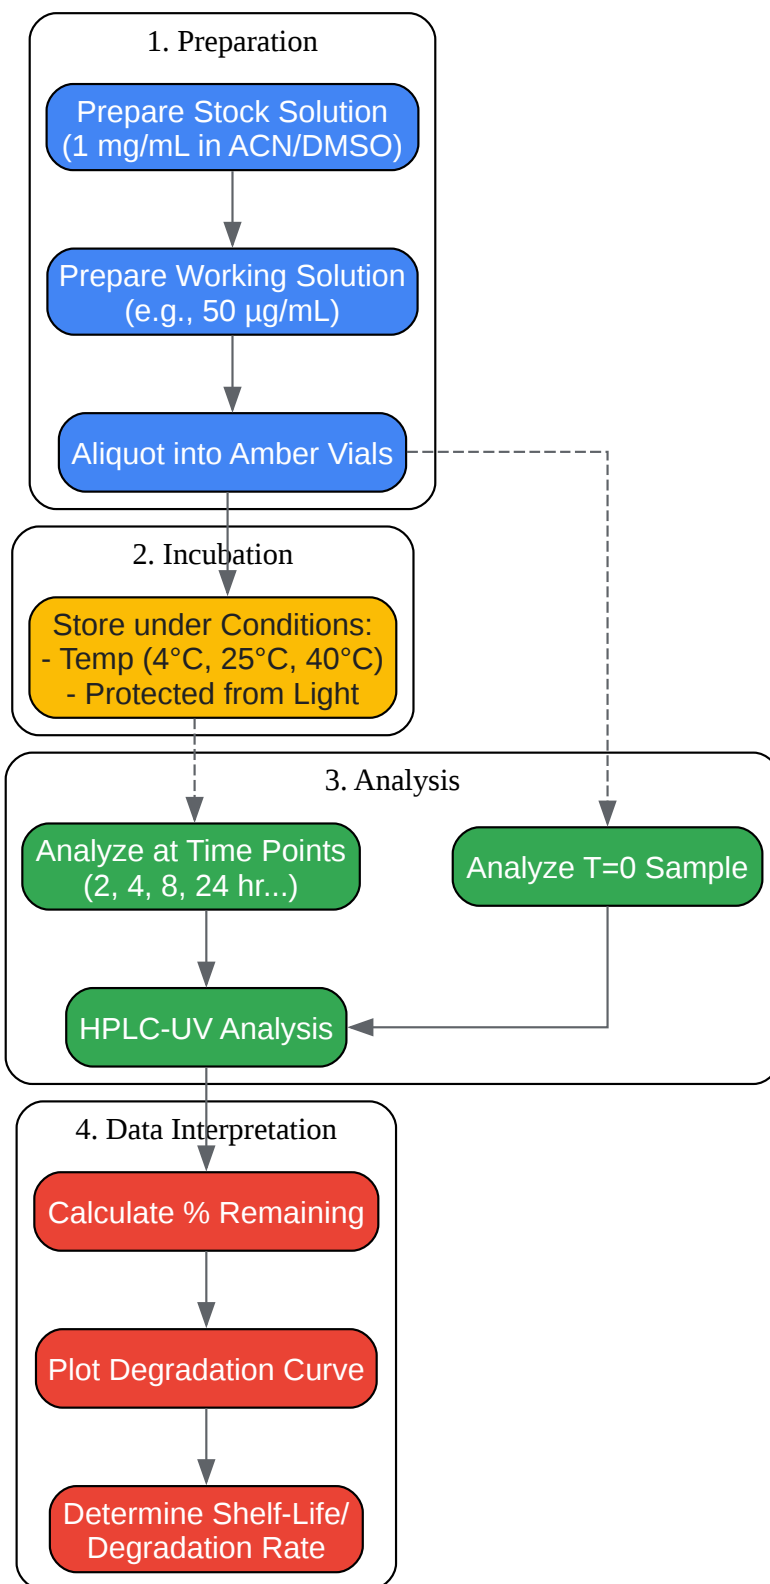 1. Preparation
Prepare Stock Solution
(1 mg/mL in ACN/DMSO)
Prepare Working Solution
(e.g., 50 µg/mL)
Aliquot into Amber Vials
2. Incubation
Store under Conditions:
- Temp (4°C, 25°C, 40°C)
- Protected from Light
3. Analysis
Analyze at Time Points
(2, 4, 8, 24 hr...)
Analyze T=0 Sample
HPLC-UV Analysis
4. Data Interpretation
Calculate % Remaining
Plot Degradation Curve
Determine Shelf-Life/
Degradation Rate